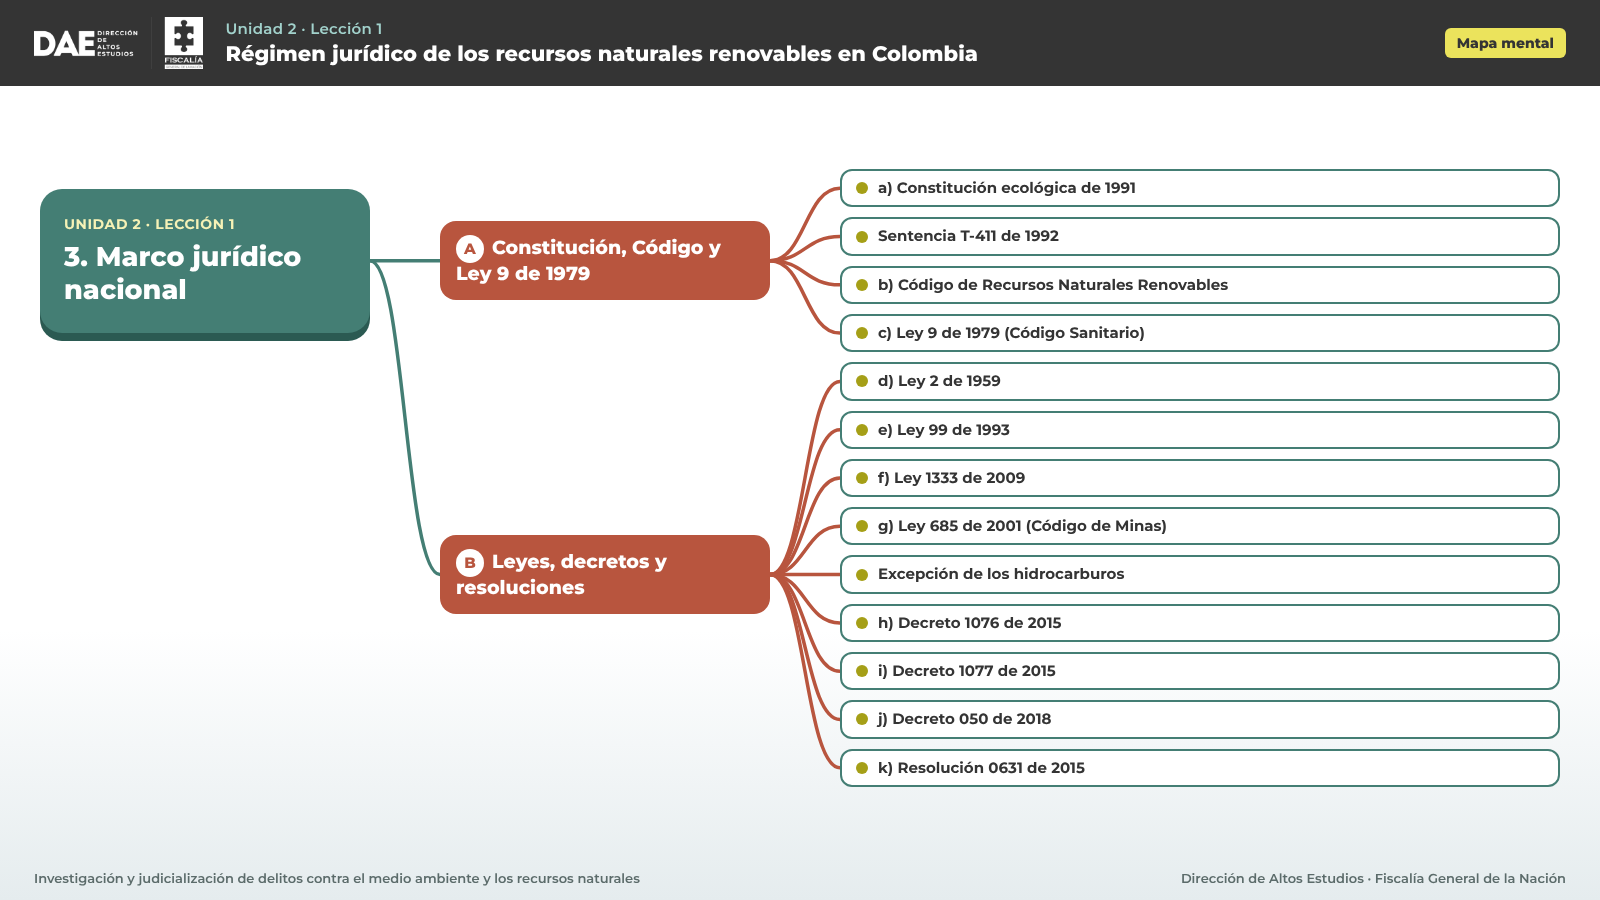 DAE
DIRECCIÓN
DE
ALTOS
ESTUDIOS
FISCALÍA
Unidad 2 · Lección 1
Régimen jurídico de los recursos naturales renovables en Colombia
Mapa mental
UNIDAD 2 · LECCIÓN 1
3. Marco jurídico
nacional
A Constitución, Código y
Ley 9 de 1979
a) Constitución ecológica de 1991
Sentencia T-411 de 1992
b) Código de Recursos Naturales Renovables
c) Ley 9 de 1979 (Código Sanitario)
B Leyes, decretos y
resoluciones
d) Ley 2 de 1959
e) Ley 99 de 1993
f) Ley 1333 de 2009
g) Ley 685 de 2001 (Código de Minas)
Excepción de los hidrocarburos
h) Decreto 1076 de 2015
i) Decreto 1077 de 2015
j) Decreto 050 de 2018
k) Resolución 0631 de 2015
Investigación y judicialización de delitos contra el medio ambiente y los recursos naturales
Dirección de Altos Estudios · Fiscalía General de la Nación